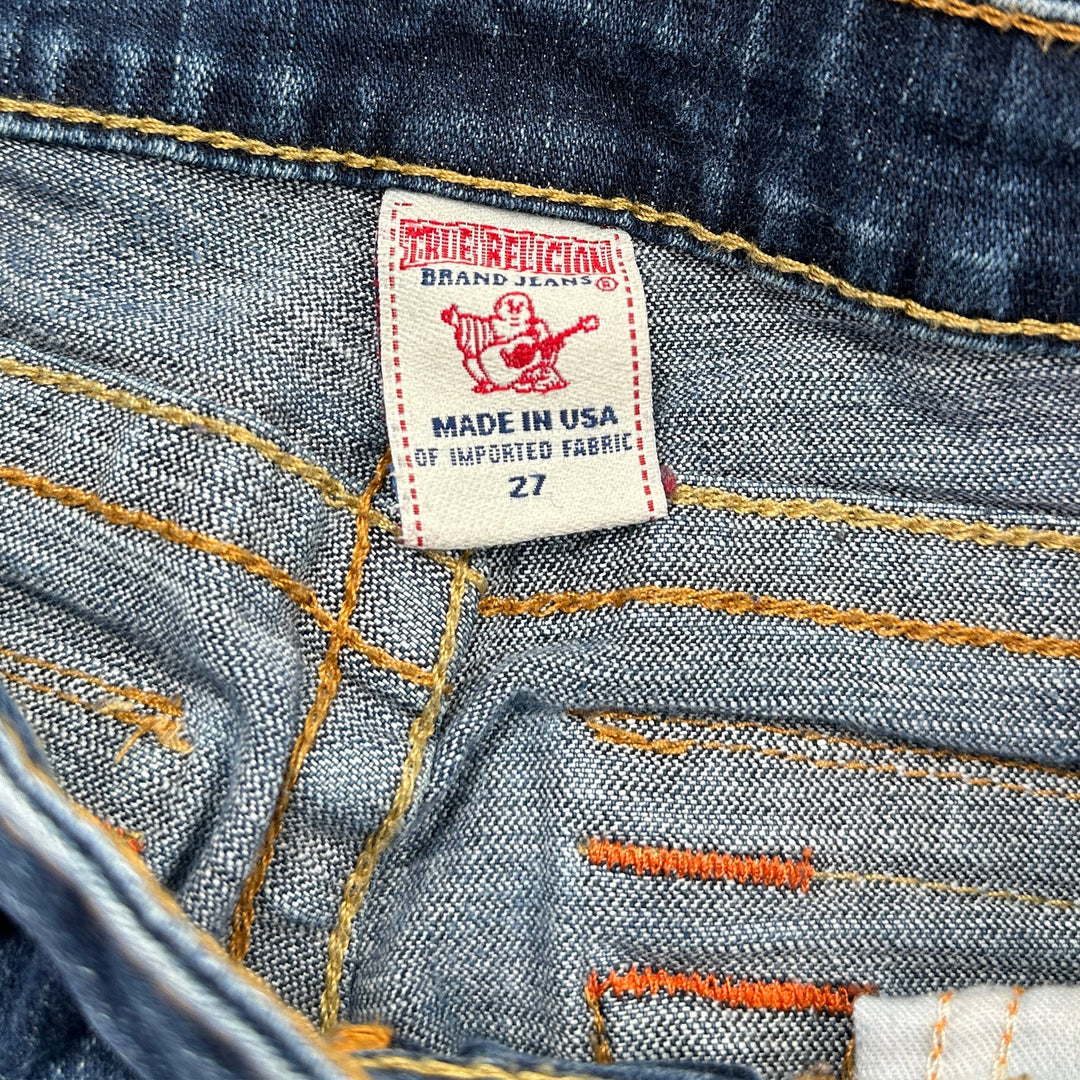 TRUE RELIGION
BRAND JEANS®
MADE IN USA
OF IMPORTED FABRIC
27